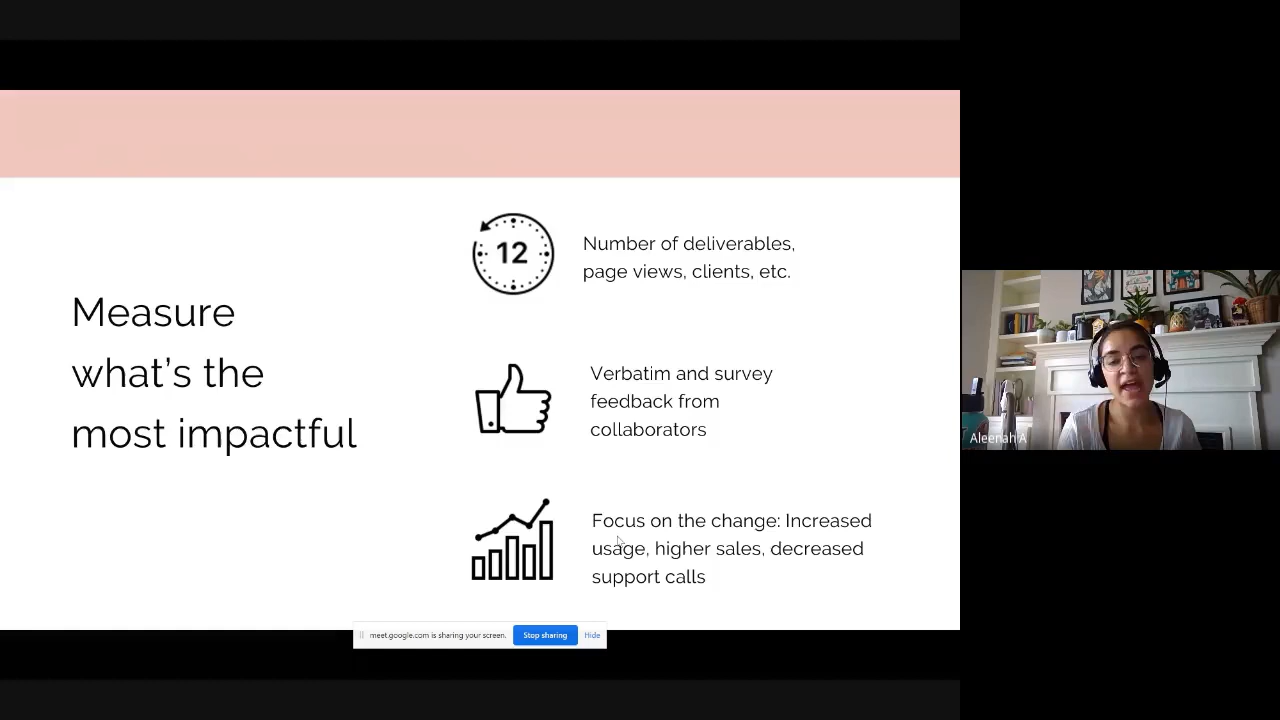 Measure
what's the
most impactful
12
Number of deliverables,
page views, clients, etc.
Verbatim and survey
feedback from
collaborators
Focus on the change: Increased
usage, higher sales, decreased
support calls
meet.google.com is sharing your screen.
Stop sharing
Hide
Aleenah A